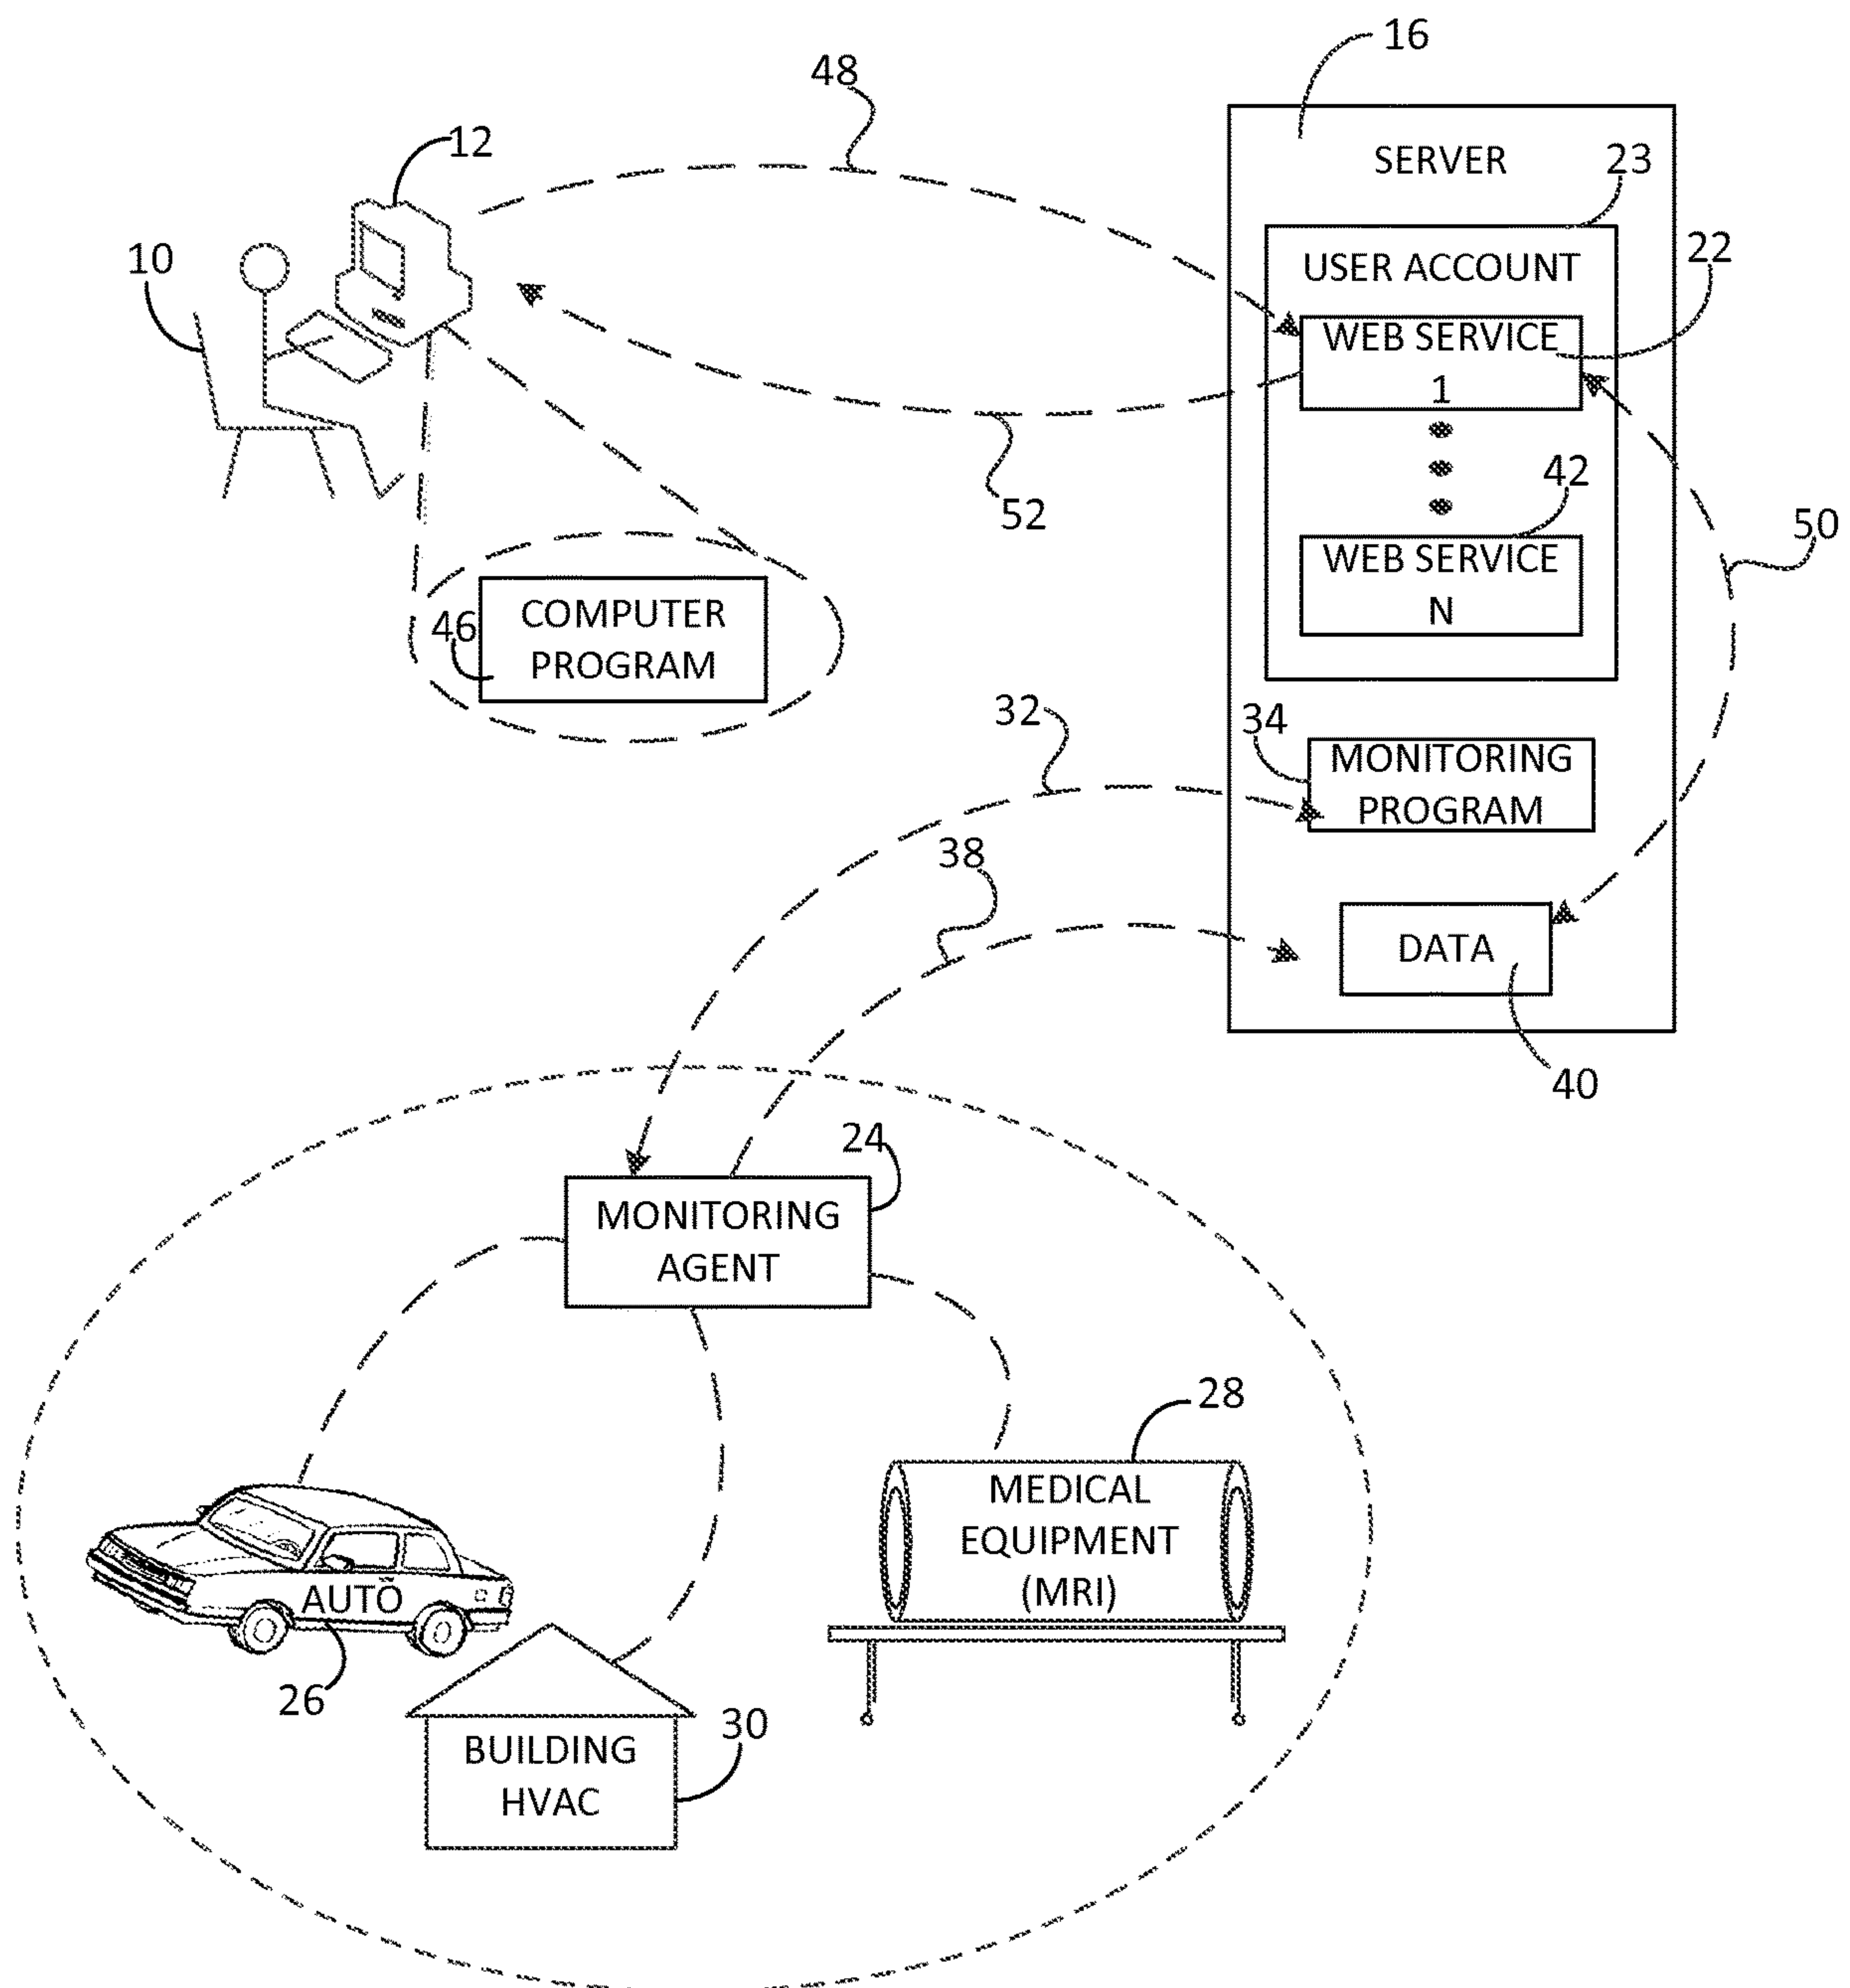 16
48
12
SERVER
23
10
22
USER ACCOUNT
WEB SERVICE
1
42
52
50
WEB SERVICE
N
COMPUTER
46
PROGRAM
32
34
MONITORING
PROGRAM
38
DATA
40
24
MONITORING
AGENT
28
MEDICAL
EQUIPMENT
(MRI)
AUTO
26
30
BUILDING
HVAC